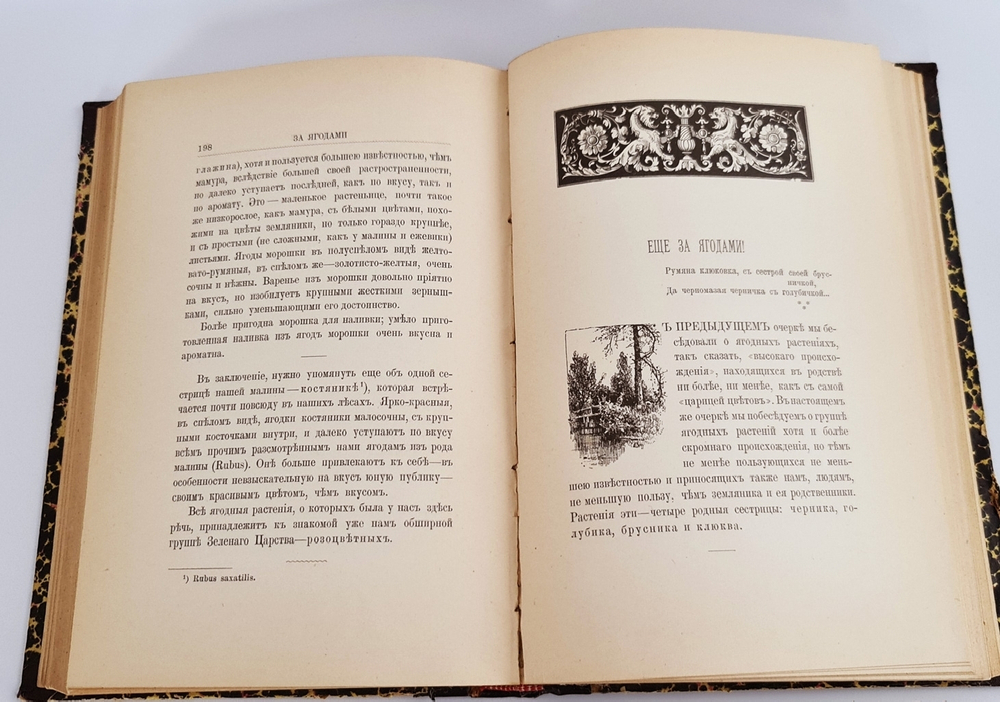 198
ЗА ЯГОДАМИ
глажина), хотя и пользуется большею извѣстностью, чѣмъ
мамура, вслѣдствіе большей своей распространенности,
но далеко уступаетъ послѣдней, какъ по вкусу, такъ и
по аромату. Это — маленькое растеньице, почти такое
же низкорослое, какъ мамура, съ бѣлыми цвѣтами, похо-
жими на цвѣты земляники, но только гораздо крупнѣе,
и съ простыми (не сложными, какъ у малины и ежевики)
листьями. Ягоды морошки въ полуспѣломъ видѣ желто-
вато-румяныя, въ спѣломъ же—золотисто-желтыя, очень
сочны и нѣжны. Варенье изъ морошки довольно пріятно
на вкусъ, но изобилуетъ крупными жесткими зернышк-
ками, сильно уменьшающими его достоинство.
Болѣе пригодна морошка для наливки; умѣло приго-
товленная наливка изъ ягодъ морошки очень вкусна и
ароматна.
Въ заключеніе, нужно упомянуть еще объ одной се-
стрицѣ нашей малины — костяникѣ¹), которая встрѣ-
чается почти повсюду въ нашихъ лѣсахъ. Ярко-красныя,
въ спѣломъ видѣ, ягодки костяники малосочны, съ круп-
ными косточками внутри, и далеко уступаютъ по вкусу
всѣмъ прочимъ разсмотрѣннымъ нами ягодамъ изъ рода
малины (Rubus). Онѣ больше привлекаютъ къ себѣ—въ
особенности невзыскательную на вкусъ юную публику—
своимъ красивымъ цвѣтомъ, чѣмъ вкусомъ.
Всѣ ягодныя растенія, о которыхъ была у насъ здѣсь
рѣчь, принадлежатъ къ знакомой уже намъ обширной
группѣ Зеленаго Царства—розоцвѣтныхъ.
¹) Rubus saxatilis.
ЕЩЕ ЗА ЯГОДАМИ!
Румяна клюковка, съ сестрой своей брус-
ничкой,
Да черномазая черничка съ голубичкой...
***
Ъ ПРЕДЫДУЩЕМЪ очеркѣ мы бе-
сѣдовали о ягодныхъ растеніяхъ,
такъ сказать, «высокаго происхо-
жденія», находящихся въ родствѣ
ни болѣе, ни менѣе, какъ съ самой
«царицей цвѣтовъ». Въ настоящемъ
же очеркѣ мы побесѣдуемъ о группѣ
ягодныхъ растеній хотя и болѣе
скромнаго происхожденія, но тѣмъ
не менѣе пользующихся не мень-
шею извѣстностью и приносящихъ также намъ, людямъ,
не меньшую пользу, чѣмъ земляника и ея родственники.
Растенія эти—четыре родныя сестрицы: черника, го-
лубика, брусника и клюква.